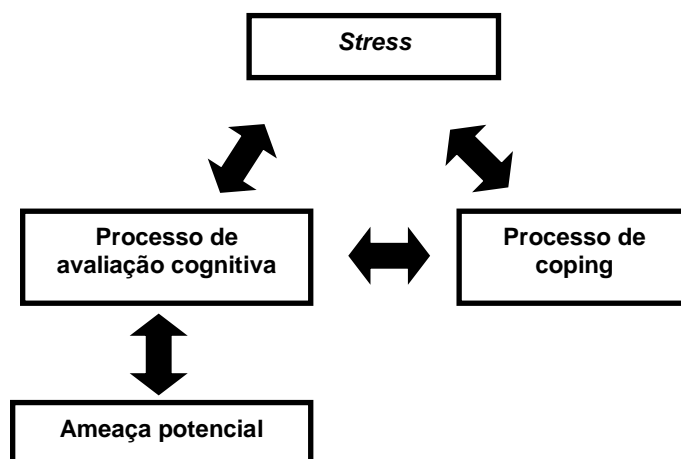 Stress
Processo de
avaliação cognitiva
Processo de
coping
Ameaça potencial